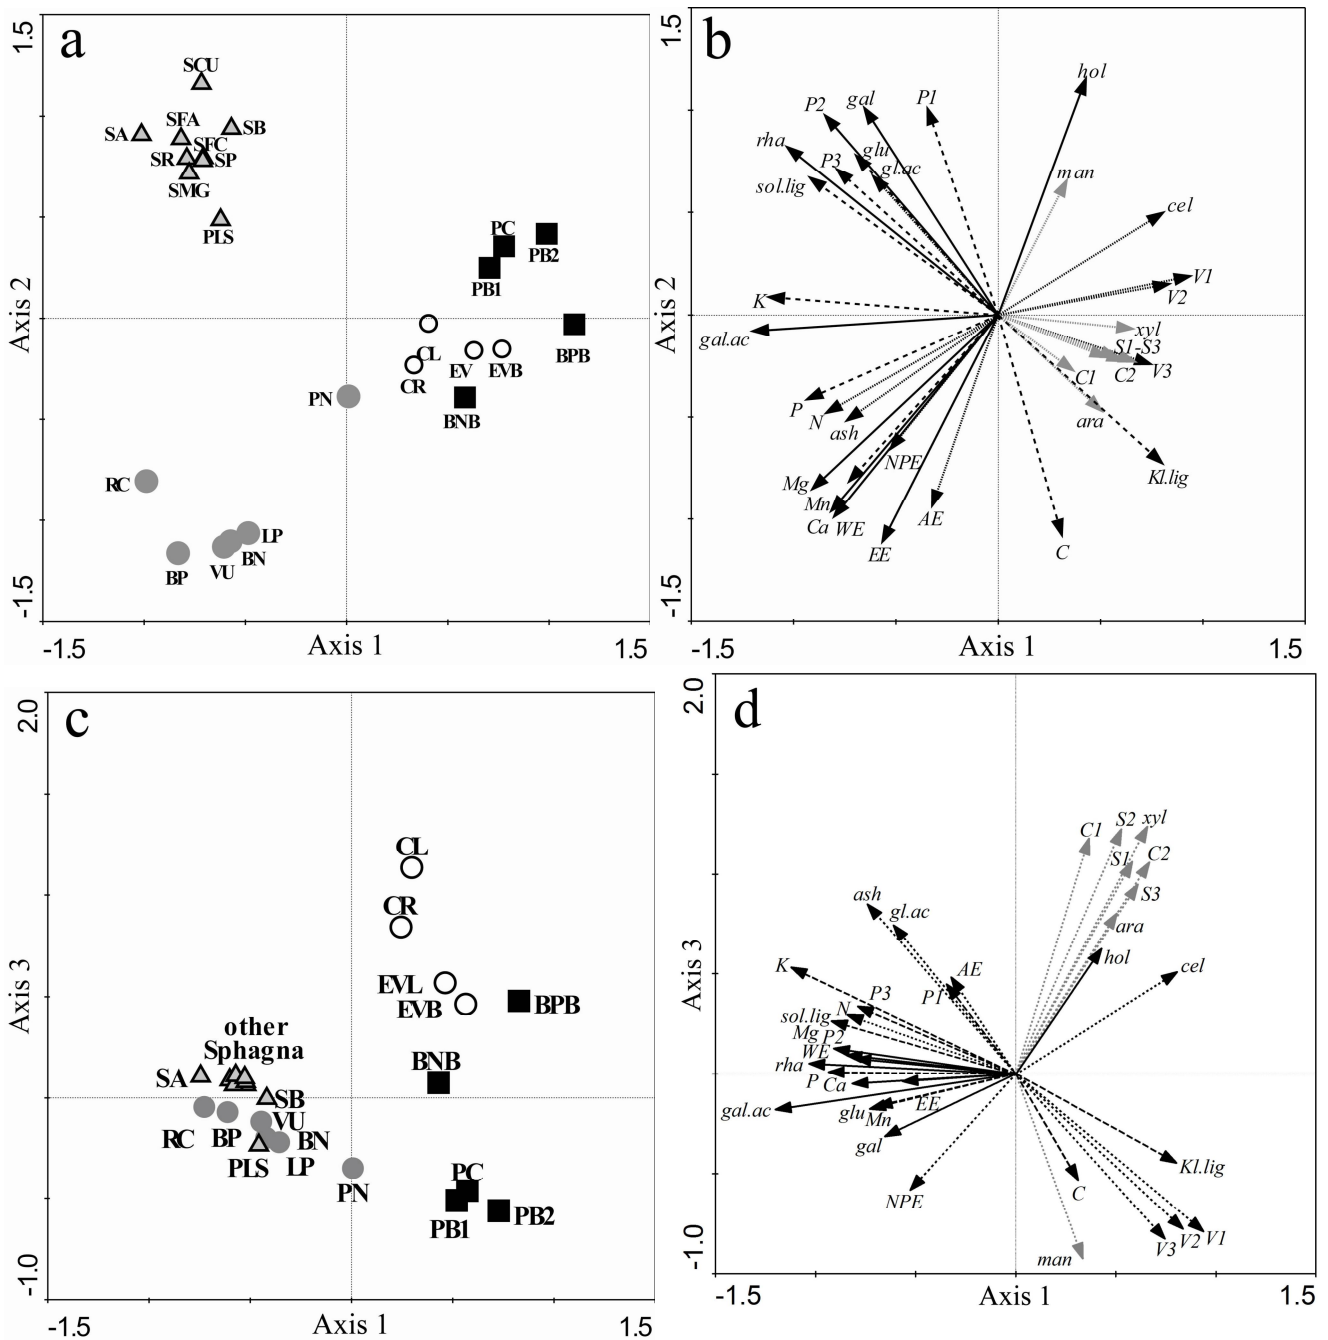 a
1.5
Axis 2
-1.5
SCU
SFA
SA
SB
SFC
SR
SP
SMG
PLS
PC
PB2
PB1
CL
EV
EVB
BPB
CR
BNB
PN
RC
LP
BN
VU
BP
-1.5
Axis 1
1.5
b
1.5
Axis 2
-1.5
hol
P2
gal
P1
rha
glu
P3
gl.ac
sol.lig
man
cel
V1
V2
K
gal.ac
xyl
S1-S3
C1
C2
V3
P
N
ash
ara
NPE
Kl.lig
Mg
Mn
Ca
WE
AE
EE
C
-1.5
Axis 1
1.5
c
2.0
Axis 3
-1.0
CL
CR
EVL
EVB
BPB
other
Sphagna
BNB
SA
SB
VU
RC
BP
BN
PLS
LP
PN
PC
PB1
PB2
-1.5
Axis 1
1.5
d
2.0
Axis 3
-1.0
S2
xyl
C1
S1
C2
ash
S3
gl.ac
ara
hol
K
AE
cel
P3
P1
N
sol.lig
Mg
P2
WE
rha
P
Ca
gal.ac
glu
EE
Mn
gal
Kl.lig
NPE
C
man
V3
V2
V1
-1.5
Axis 1
1.5